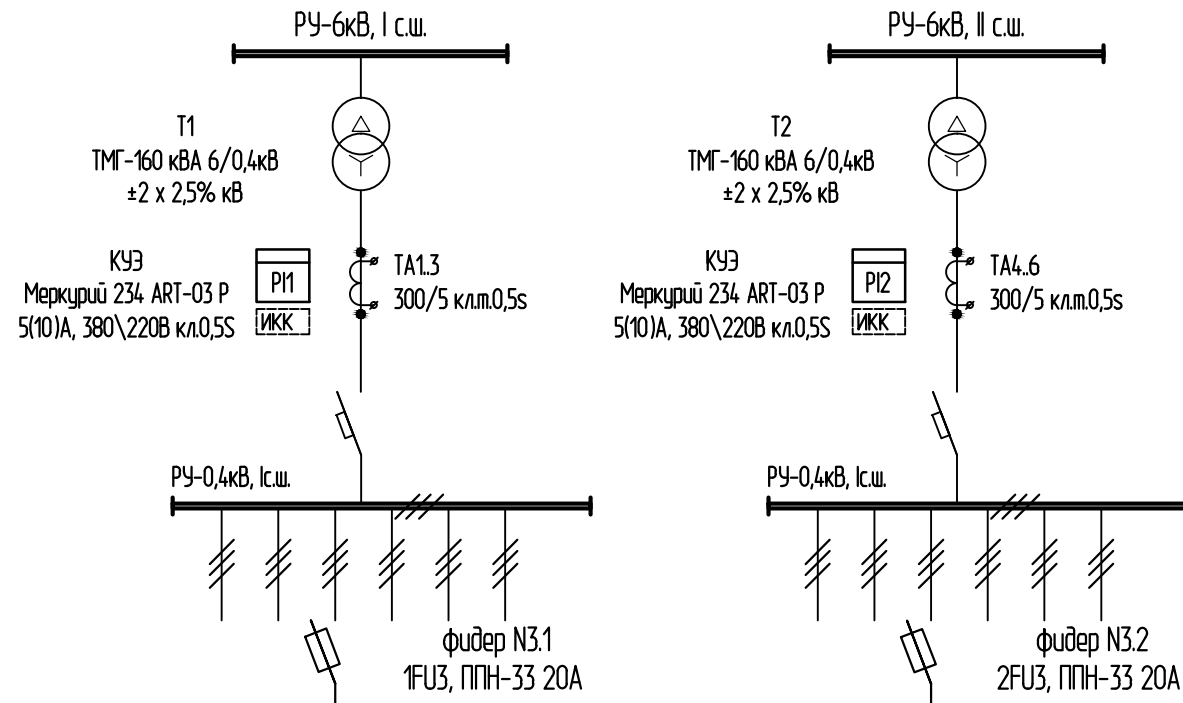 РУ-6кВ, I с.ш.
Т1
ТМГ-160 кВА 6/0,4кВ
±2 х 2,5% кВ
КУЭ
Меркурий 234 ART-03 P
5(10)А, 380\220В кл.0,5S
PI1
ИКК
ТА1..3
300/5 кл.т.0,5s
РУ-0,4кВ, Iс.ш.
фидер N3.1
1FU3, ППН-33 20А
РУ-6кВ, II с.ш.
Т2
ТМГ-160 кВА 6/0,4кВ
±2 х 2,5% кВ
КУЭ
Меркурий 234 ART-03 P
5(10)А, 380\220В кл.0,5S
PI2
ИКК
ТА4..6
300/5 кл.т.0,5s
РУ-0,4кВ, Iс.ш.
фидер N3.2
2FU3, ППН-33 20А